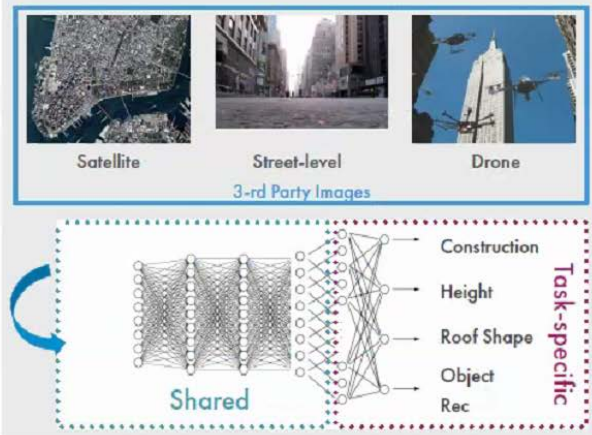 Satellite
Street-level
Drone
3-rd Party Images
Construction
Height
Roof Shape
Object
Rec
Shared
Task-specific